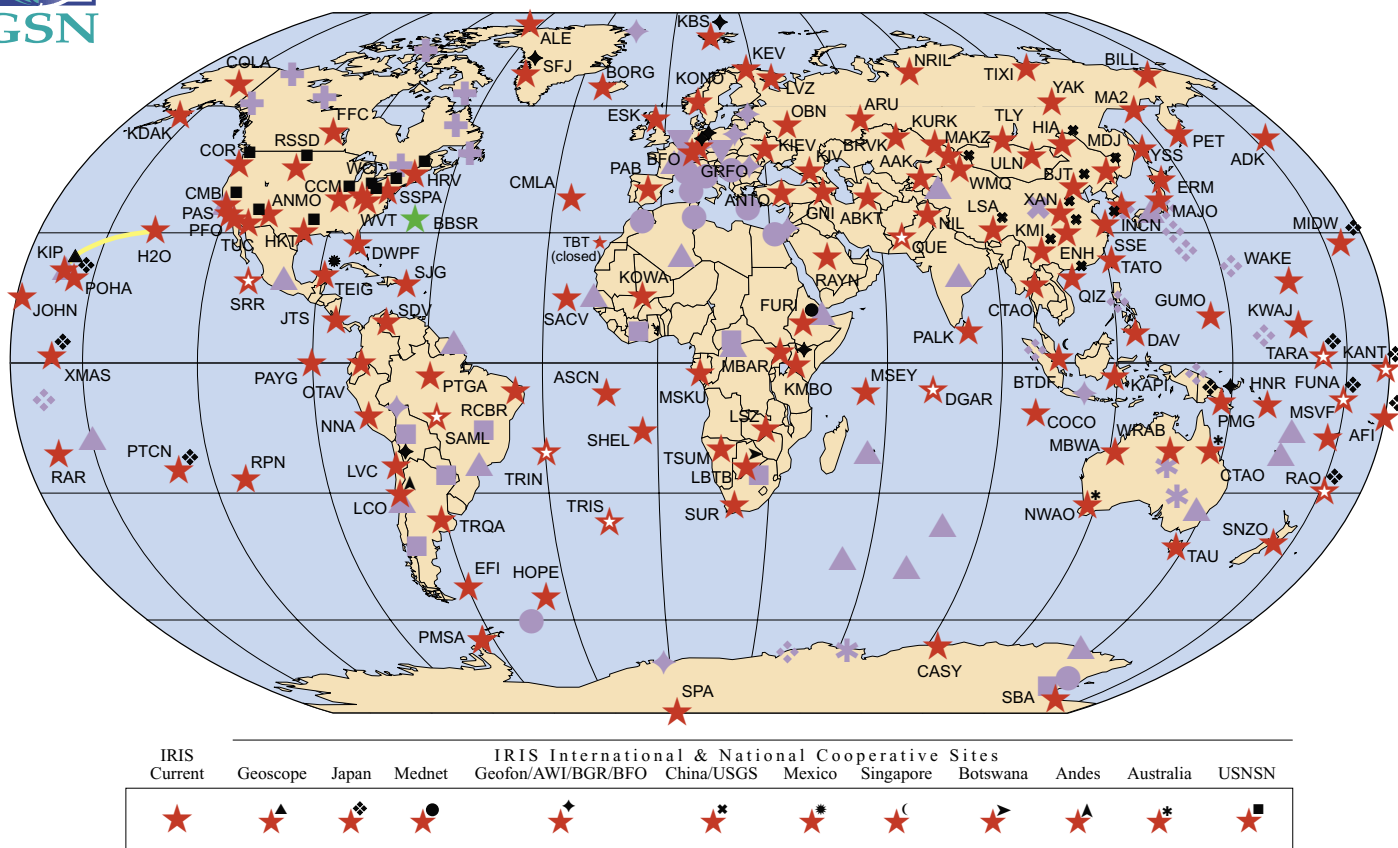 GSN
KBS
ALE
COLA
SFJ
BORG
KONO
KEV
LVZ
NRIL
TIXI
BILL
YAK
MA2
KDAK
FFC
ESK
OBN
ARU
KURK
TLY
HIA
MDJ
PET
ADK
COR
RSSD
WCI
HRV
PAB
BFO
GRFO
KIEV
KIV
BRVK
AAK
MAKZ
ULN
YSS
CMB
CCM
SSPA
CMLA
ANTO
GNI
ABKT
WMQ
BJT
ERM
PAS
ANMO
WVT
BBSR
NIL
LSA
XAN
MAJO
PFO
TUC
HKT
DWPF
TBT
(closed)
QUE
KMI
INCN
SSE
MIDW
KIP
H2O
POHA
SRR
TEIG
SJG
KOWA
RAYN
ENH
TATO
WAKE
JOHN
JTS
SDV
SACV
FURI
CTAO
QIZ
GUMO
KWAJ
PALK
DAV
XMAS
PAYG
OTAV
PTGA
ASCN
MSKU
MBAR
KMBO
MSEY
DGAR
BTDF
KAPI
TARA
KANT
NNA
RCBR
SAML
SHEL
LSZ
COCO
MBWA
WRAB
PMG
HNR
FUNA
MSVF
AFI
RAR
PTCN
RPN
LVC
TRIN
TSUM
LBTB
CTAO
RAO
LCO
TRQA
TRIS
SUR
NWAO
TAU
SNZO
EFI
HOPE
PMSA
CASY
SPA
SBA
IRIS International & National Cooperative Sites
IRIS Current
Geoscope
Japan
Mednet
Geofon/AWI/BGR/BFO
China/USGS
Mexico
Singapore
Botswana
Andes
Australia
USNSN